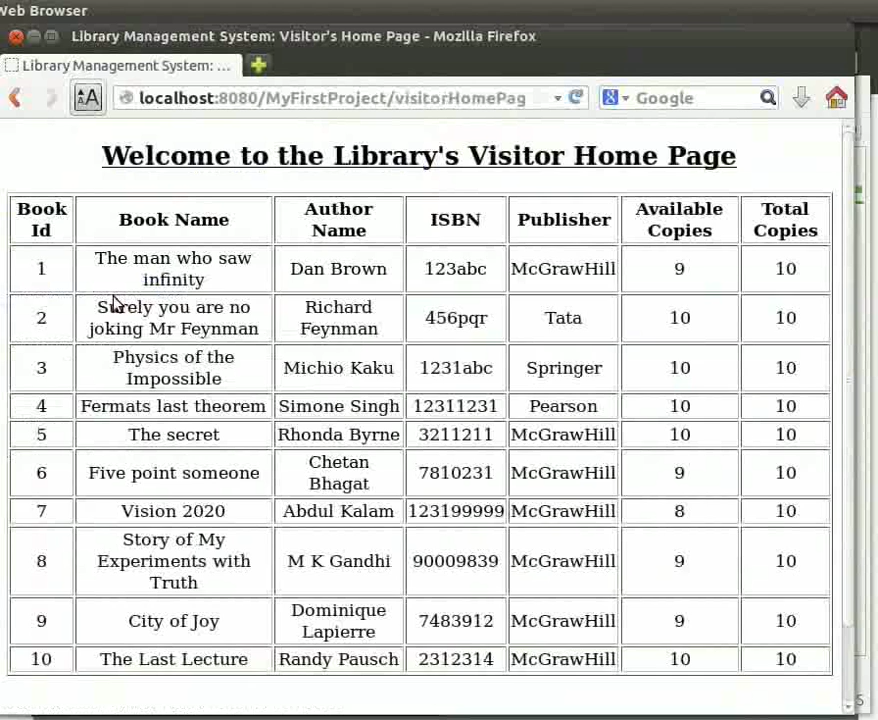 Web Browser
Library Management System: Visitor's Home Page - Mozilla Firefox
Library Management System: ...
localhost:8080/MyFirstProject/visitorHomePag
Google
Welcome to the Library's Visitor Home Page
Book Id Book Name Author Name ISBN Publisher Available Copies Total Copies
1 The man who saw infinity Dan Brown 123abc McGrawHill 9 10
2 Surely you are no joking Mr Feynman Richard Feynman 456pqr Tata 10 10
3 Physics of the Impossible Michio Kaku 1231abc Springer 10 10
4 Fermats last theorem Simone Singh 12311231 Pearson 10 10
5 The secret Rhonda Byrne 3211211 McGrawHill 10 10
6 Five point someone Chetan Bhagat 7810231 McGrawHill 9 10
7 Vision 2020 Abdul Kalam 123199999 McGrawHill 8 10
8 Story of My Experiments with Truth M K Gandhi 90009839 McGrawHill 9 10
9 City of Joy Dominique Lapierre 7483912 McGrawHill 9 10
10 The Last Lecture Randy Pausch 2312314 McGrawHill 10 10